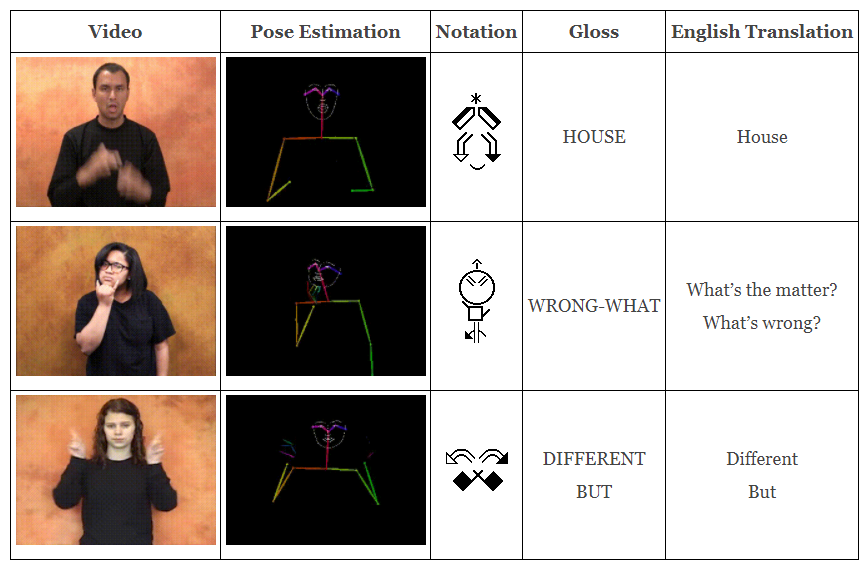 Video Pose Estimation Notation Gloss English Translation
HOUSE House
WRONG-WHAT What’s the matter?
What’s wrong?
DIFFERENT Different
BUT But